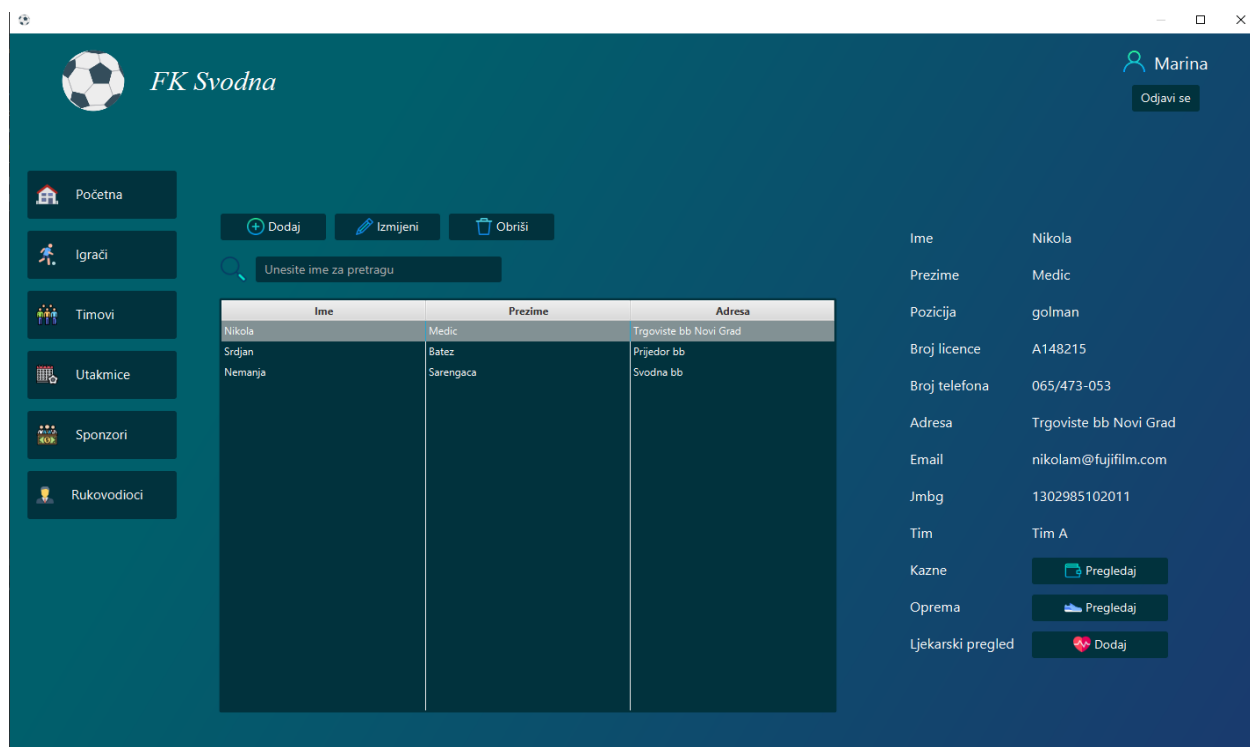 FK Svodna
Marina
Odjavi se
Početna
Igrači
Timovi
Utakmice
Sponzori
Rukovodioci
Dodaj Izmijeni Obriši
Unesite ime za pretragu
Ime Prezime Adresa
Nikola Medic Trgoviste bb Novi Grad
Srdjan Batez Prijedor bb
Nemanja Sarengaca Svodna bb
Ime Nikola
Prezime Medic
Pozicija golman
Broj licence A148215
Broj telefona 065/473-053
Adresa Trgoviste bb Novi Grad
Email nikolam@fujifilm.com
Jmbg 1302985102011
Tim Tim A
Kazne Pregledaj
Oprema Pregledaj
Ljekarski pregled Dodaj